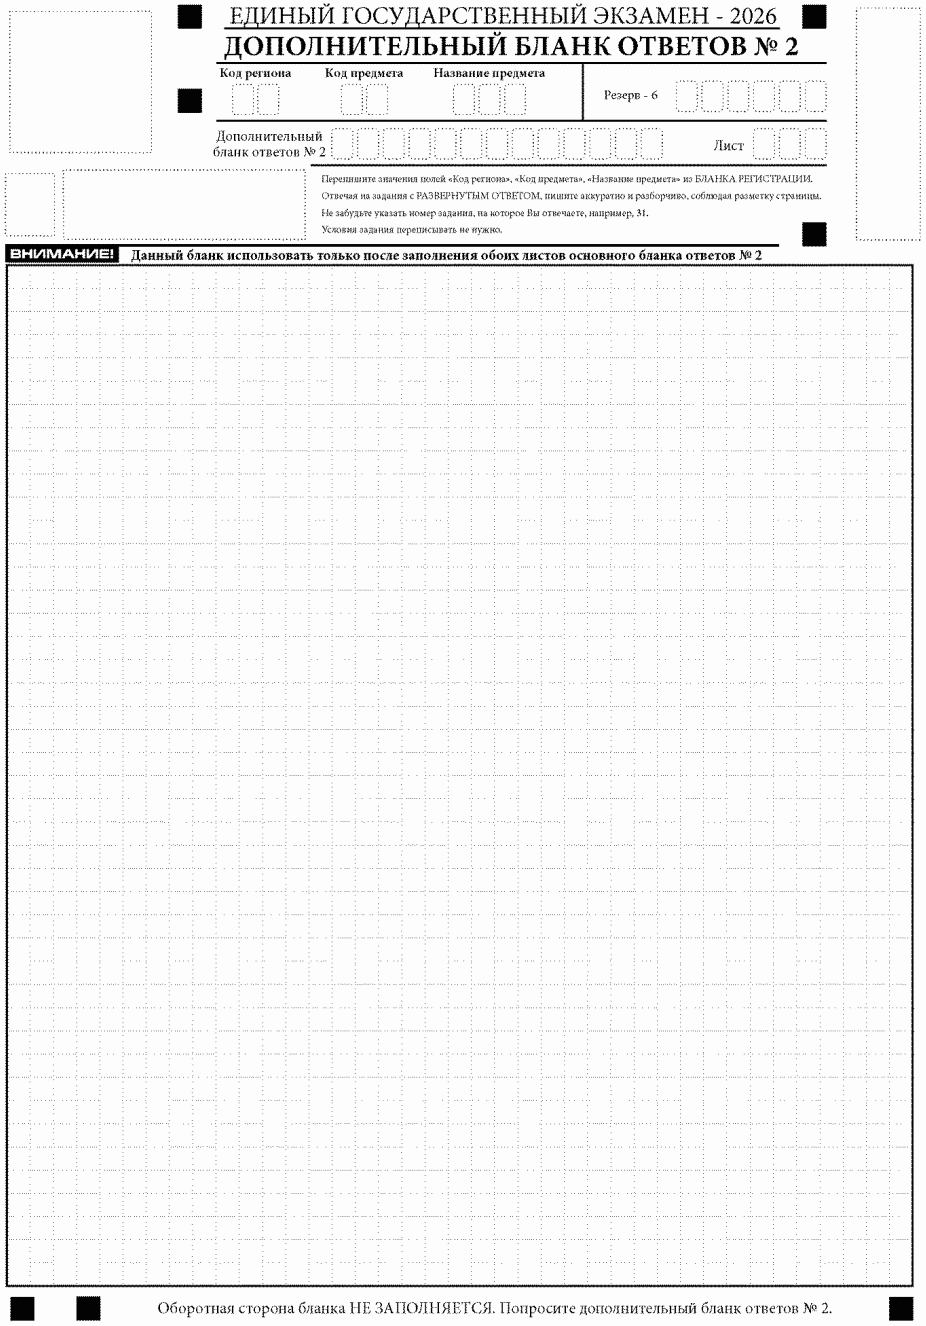 ЕДИНЫЙ ГОСУДАРСТВЕННЫЙ ЭКЗАМЕН - 2026
ДОПОЛНИТЕЛЬНЫЙ БЛАНК ОТВЕТОВ № 2
Код региона Код предмета Название предмета
Резерв - 6
Дополнительный
бланк ответов № 2
Лист
Перепишите значения полей «Код региона», «Код предмета», «Название предмета» из БЛАНКА РЕГИСТРАЦИИ.
Отвечая на задания с РАЗВЕРНУТЫМ ОТВЕТОМ, пишите аккуратно и разборчиво, соблюдая разметку страницы.
Не забудьте указать номер задания, на которое Вы отвечаете, например, 31.
Условия задания переписывать не нужно.
ВНИМАНИЕ! Данный бланк использовать только после заполнения обоих листов основного бланка ответов № 2
Оборотная сторона бланка НЕ ЗАПОЛНЯЕТСЯ. Попросите дополнительный бланк ответов № 2.